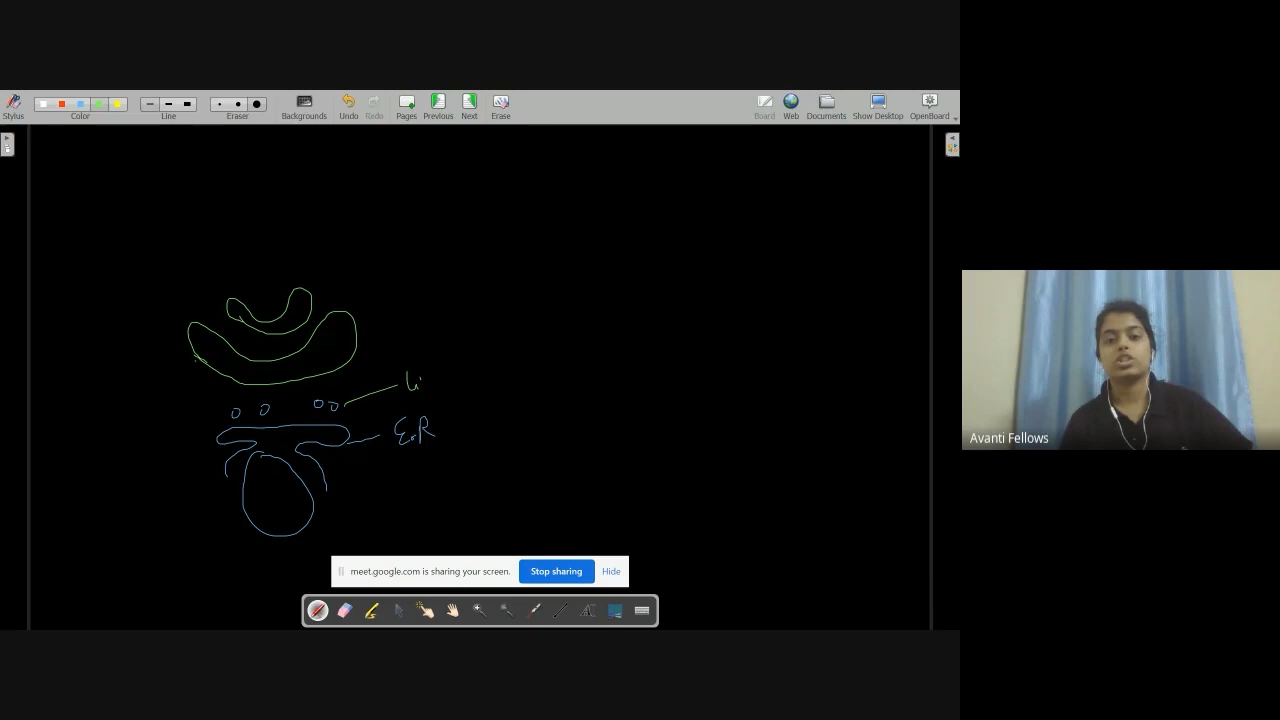 Stylus
Color
Line
Eraser
Backgrounds
Undo
Redo
Pages
Previous
Next
Erase
Board
Web
Documents
Show Desktop
OpenBoard
Li
E.R
Avanti Fellows
meet.google.com is sharing your screen.
Stop sharing
Hide